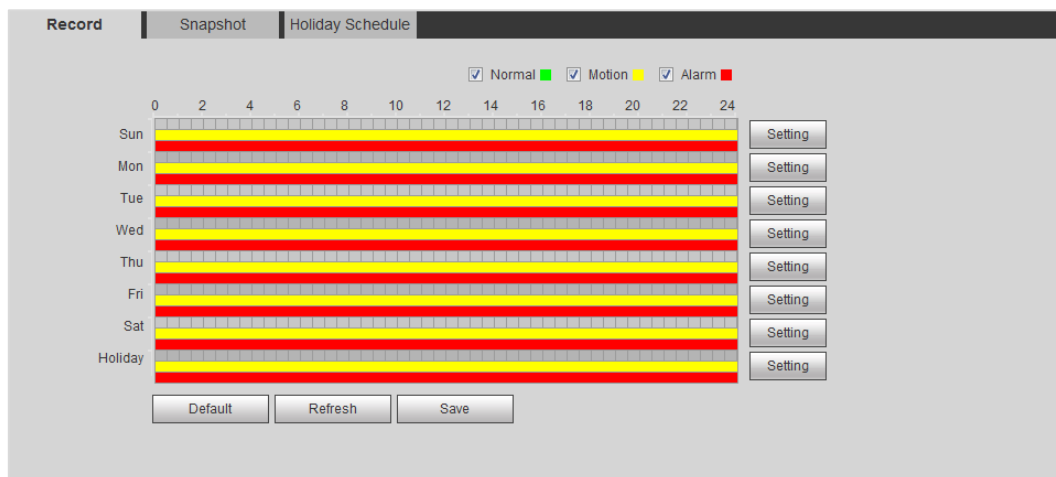 Record Snapshot Holiday Schedule
Normal Motion Alarm
0 2 4 6 8 10 12 14 16 18 20 22 24
Sun Setting
Mon Setting
Tue Setting
Wed Setting
Thu Setting
Fri Setting
Sat Setting
Holiday Setting
Default Refresh Save